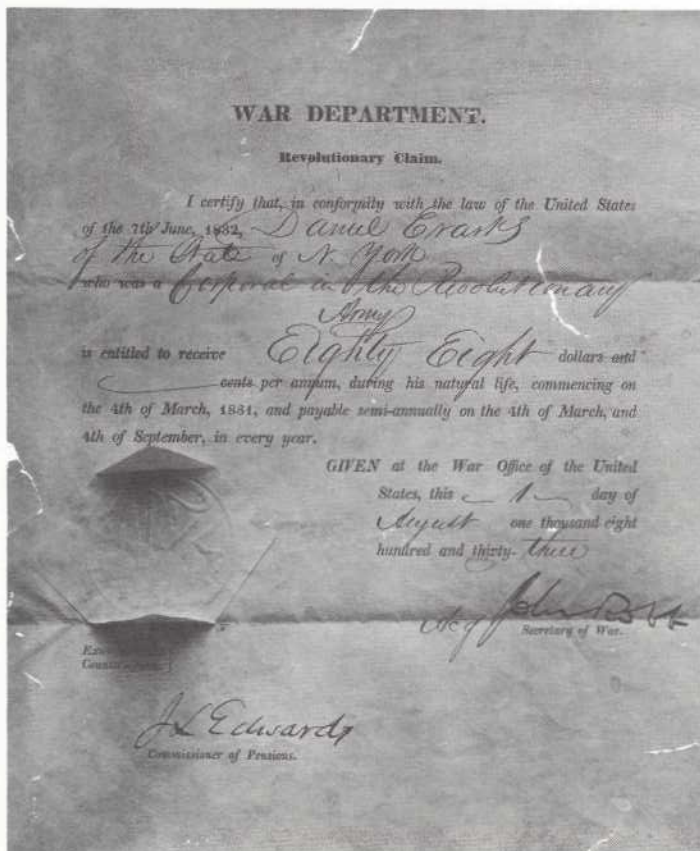 WAR DEPARTMENT.
Revolutionary Claim.
I certify that, in conformity with the law of the United States
of the 7th June, 1832, Daniel
of the State of N. York
who was a Corporal in the Revolutionary
Army
is entitled to receive Eighty Eight dollars and
cents per annum, during his natural life, commencing on
the 4th of March, 1831, and payable semi-annually on the 4th of March, and
4th of September, in every year.
GIVEN at the War Office of the United
States, this 1 day of
August one thousand eight
hundred and thirty-three
Actg John
Secretary of War.
J L Edwards
Commissioner of Pensions.